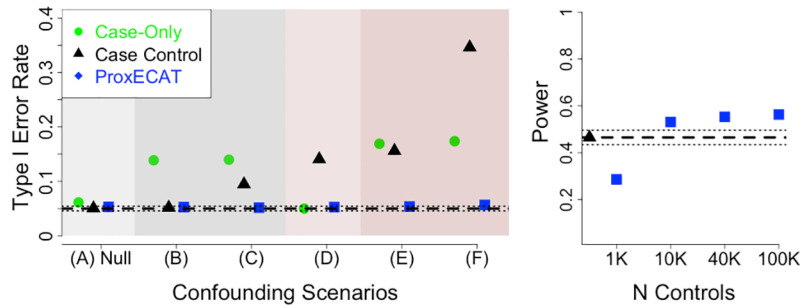 Type I Error Rate
0.4
0.3
0.2
0.1
0
Case-Only
Case Control
ProxECAT
(A) Null
(B)
(C)
(D)
(E)
(F)
Confounding Scenarios
Power
1
0.8
0.6
0.4
0.2
1K
10K
40K
100K
N Controls